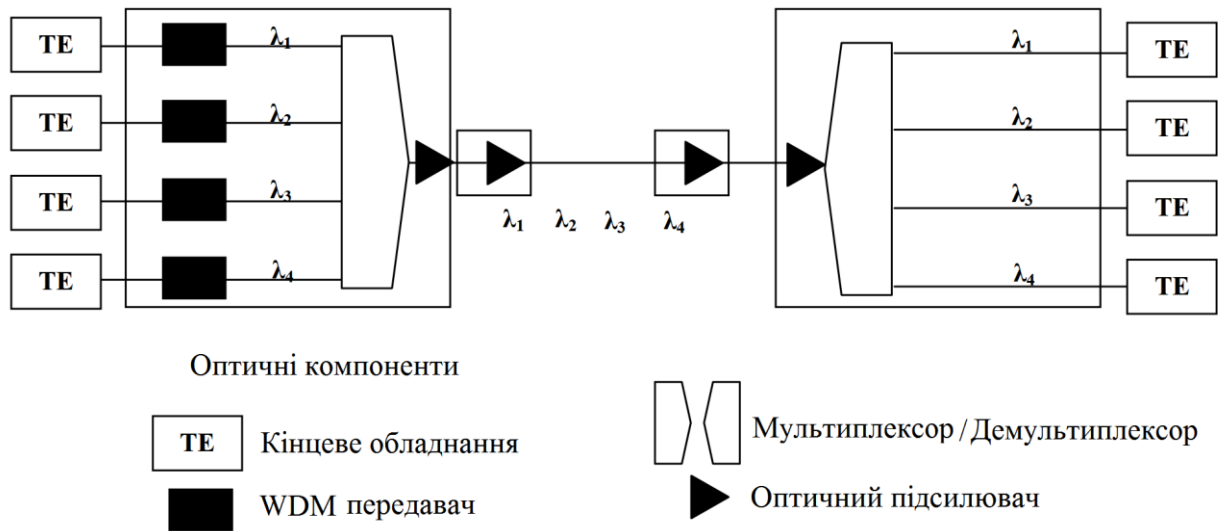 TE λ₁ λ₁ TE
TE λ₂ λ₂ TE
TE λ₃ λ₃ TE
λ₁ λ₂ λ₃ λ₄
TE λ₄ λ₄ TE
Оптичні компоненти
TE Кінцеве обладнання
Мультиплексор / Демультиплексор
WDM передавач
Оптичний підсилювач